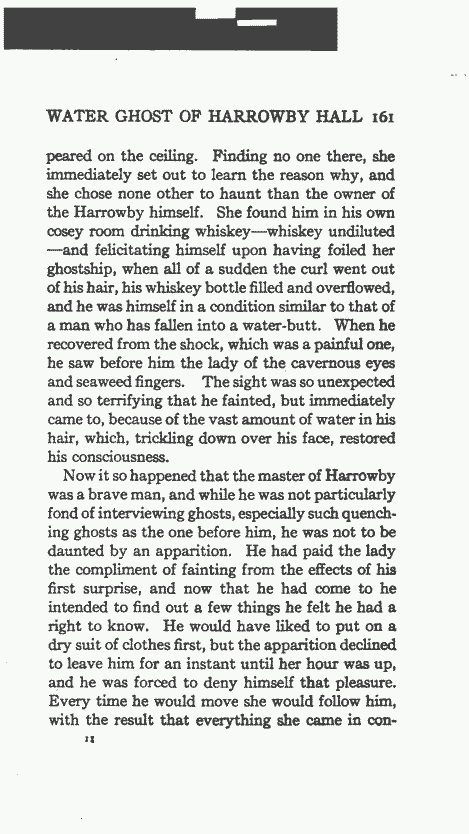 WATER GHOST OF HARROWBY HALL 161
peared on the ceiling. Finding no one there, she
immediately set out to learn the reason why, and
she chose none other to haunt than the owner of
the Harrowby himself. She found him in his own
cosey room drinking whiskey—whiskey undiluted
—and felicitating himself upon having foiled her
ghostship, when all of a sudden the curl went out
of his hair, his whiskey bottle filled and overflowed,
and he was himself in a condition similar to that of
a man who has fallen into a water-butt. When he
recovered from the shock, which was a painful one,
he saw before him the lady of the cavernous eyes
and seaweed fingers. The sight was so unexpected
and so terrifying that he fainted, but immediately
came to, because of the vast amount of water in his
hair, which, trickling down over his face, restored
his consciousness.
Now it so happened that the master of Harrowby
was a brave man, and while he was not particularly
fond of interviewing ghosts, especially such quench-
ing ghosts as the one before him, he was not to be
daunted by an apparition. He had paid the lady
the compliment of fainting from the effects of his
first surprise, and now that he had come to he
intended to find out a few things he felt he had a
right to know. He would have liked to put on a
dry suit of clothes first, but the apparition declined
to leave him for an instant until her hour was up,
and he was forced to deny himself that pleasure.
Every time he would move she would follow him,
with the result that everything she came in con-